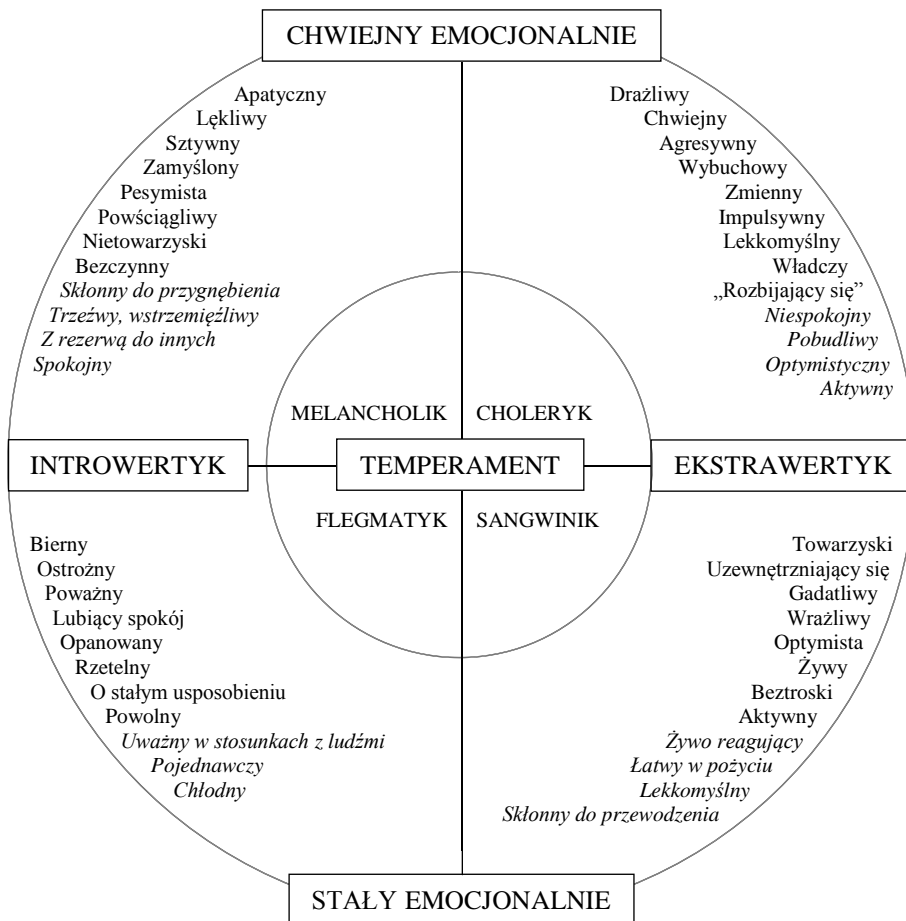 CHWIEJNY EMOCJONALNIE
Apatyczny
Lękliwy
Sztywny
Zamyślony
Pesymista
Powściągliwy
Nietowarzyski
Bezczynny
Skłonny do przygnębienia
Trzeźwy, wstrzemięźliwy
Z rezerwą do innych
Spokojny
Drażliwy
Chwiejny
Agresywny
Wybuchowy
Zmienny
Impulsywny
Lekkomyślny
Władczy
„Rozbijający się”
Niespokojny
Pobudliwy
Optymistyczny
Aktywny
MELANCHOLIK
CHOLERYK
INTROWERTYK
TEMPERAMENT
EKSTRAWERTYK
FLEGMATYK
SANGWINIK
Bierny
Ostrożny
Poważny
Lubiący spokój
Opanowany
Rzetelny
O stałym usposobieniu
Powolny
Uważny w stosunkach z ludźmi
Pojednawczy
Chłodny
Towarzyski
Uzewnętrzniający się
Gadatliwy
Wrażliwy
Optymista
Żywy
Beztroski
Aktywny
Żywo reagujący
Łatwy w pożyciu
Lekkomyślny
Skłonny do przewodzenia
STAŁY EMOCJONALNIE